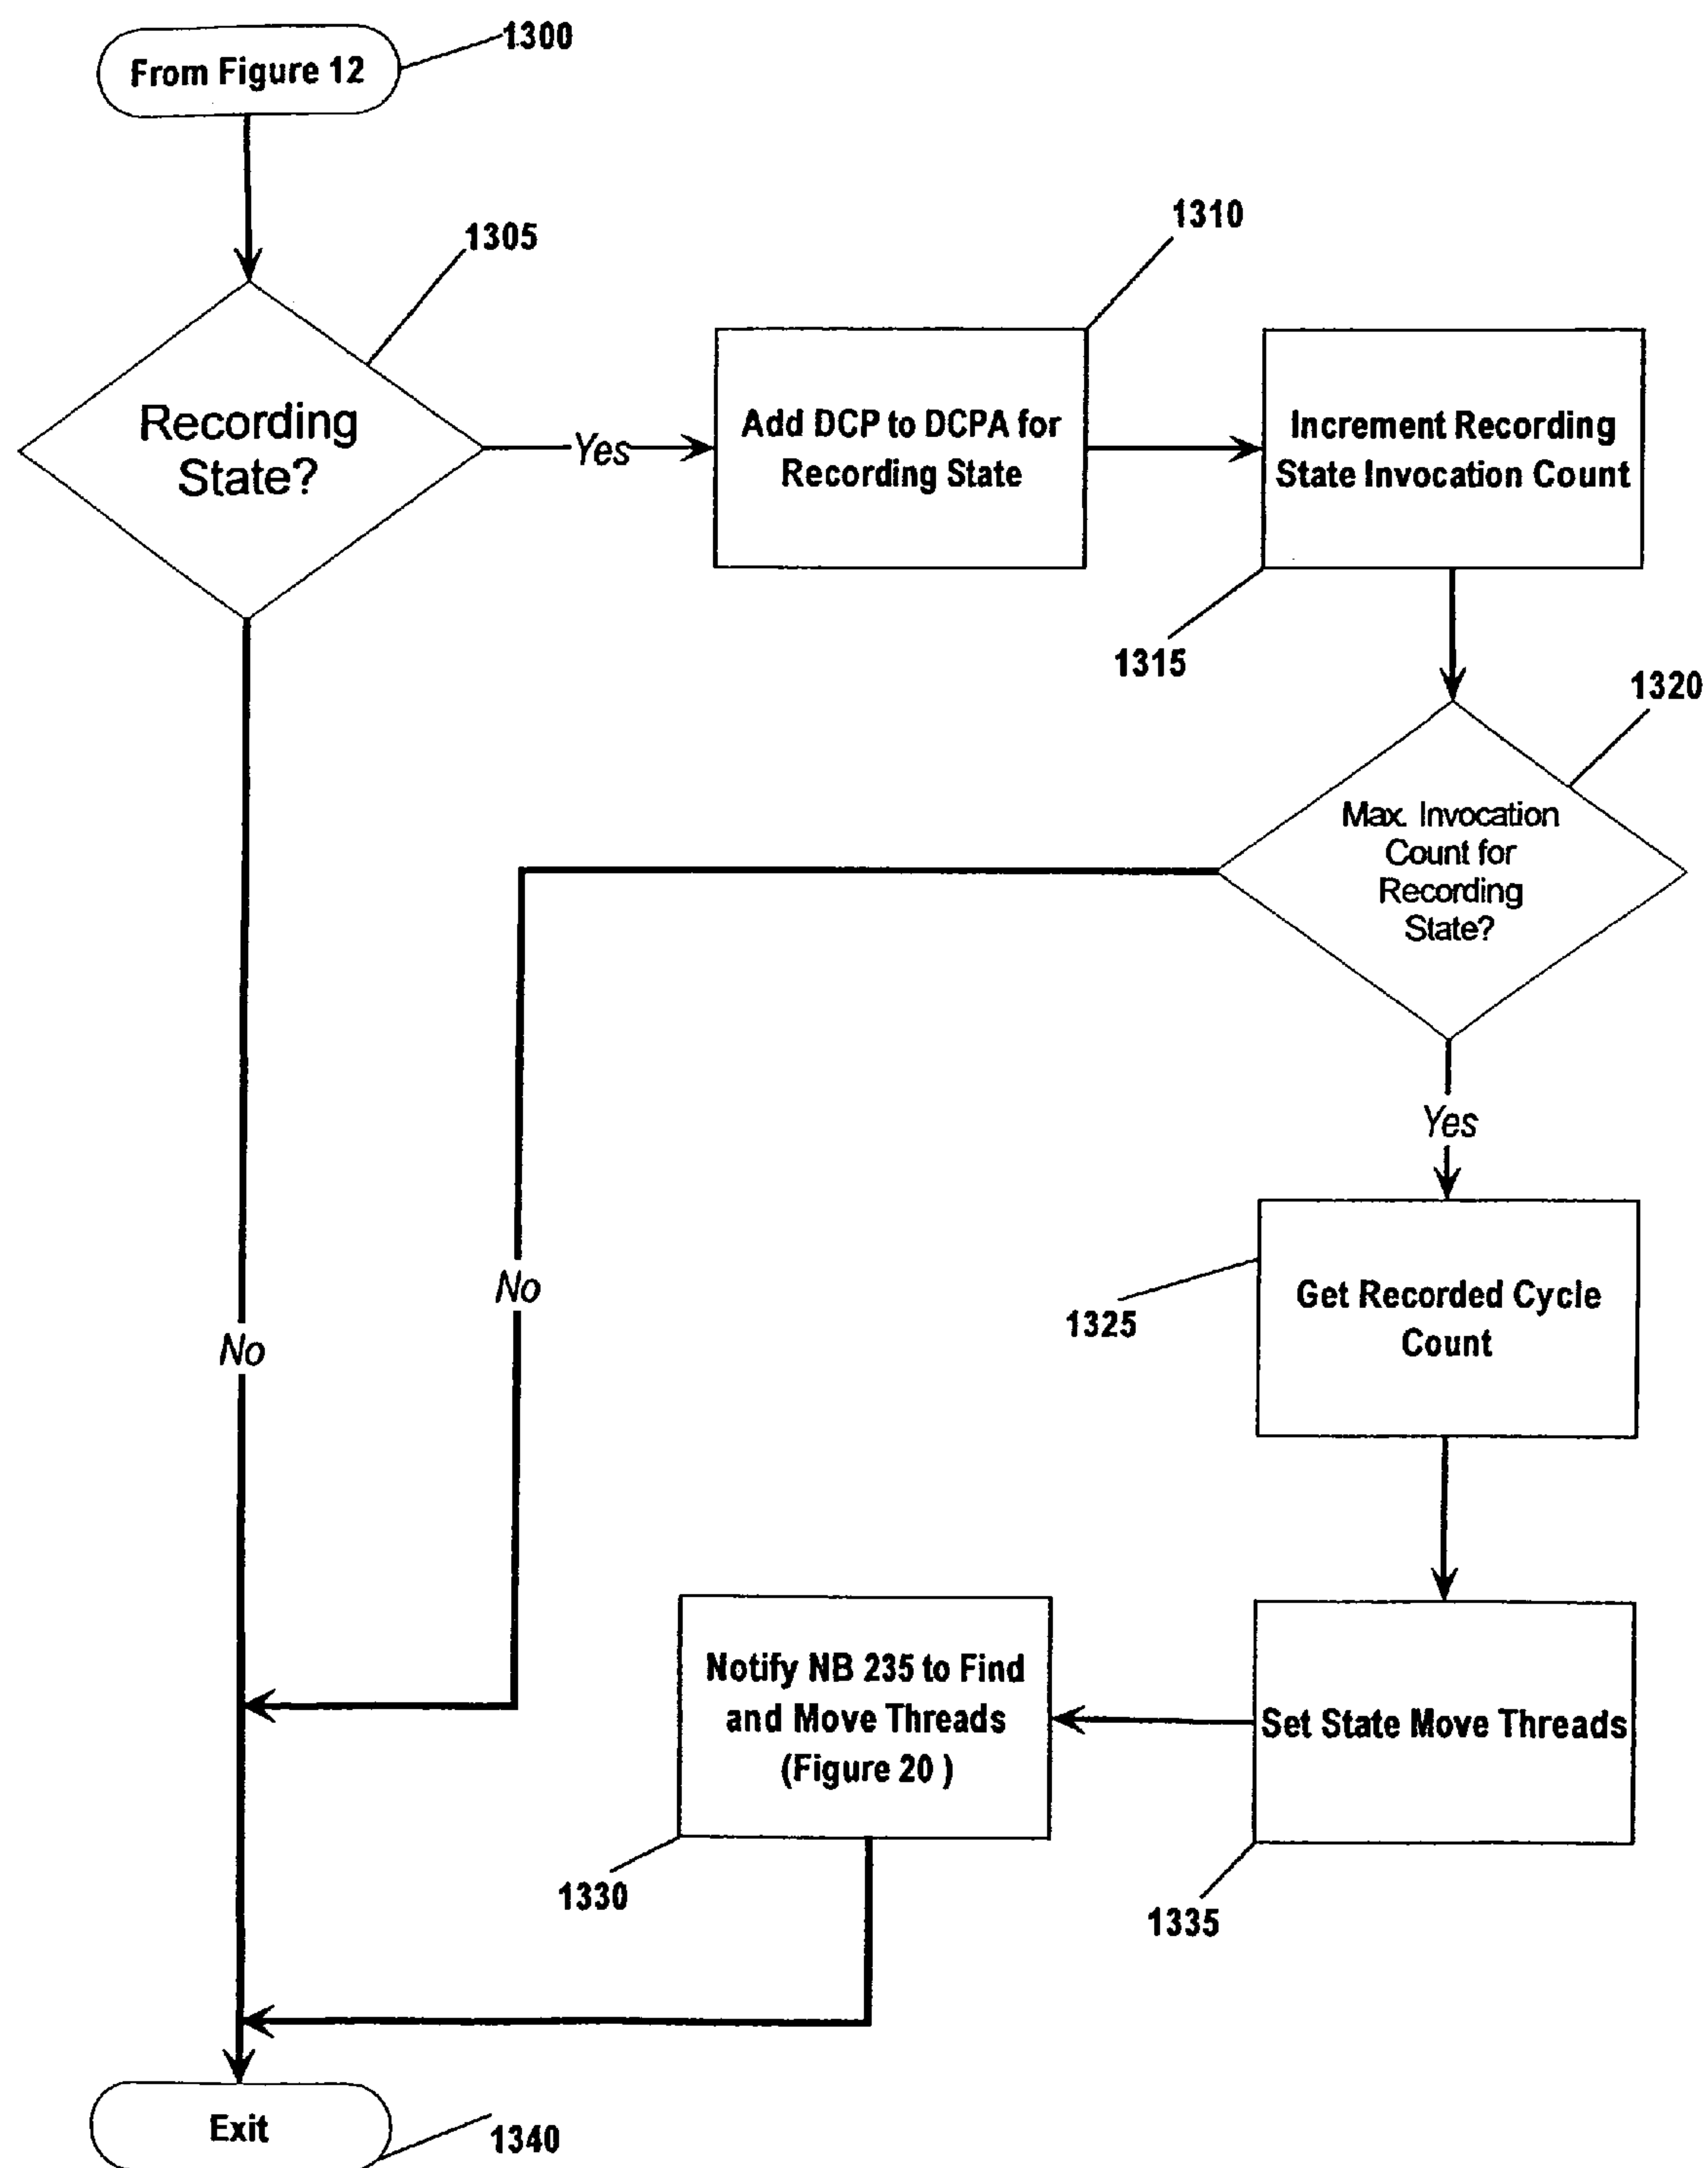 1300
From Figure 12
1305
Recording
State?
Yes
1310
Add DCP to DCPA for
Recording State
Increment Recording
State Invocation Count
1315
1320
Max. Invocation
Count for
Recording
State?
Yes
No
No
1325
Get Recorded Cycle
Count
Notify NB 235 to Find
and Move Threads
(Figure 20 )
Set State Move Threads
1330
1335
Exit
1340